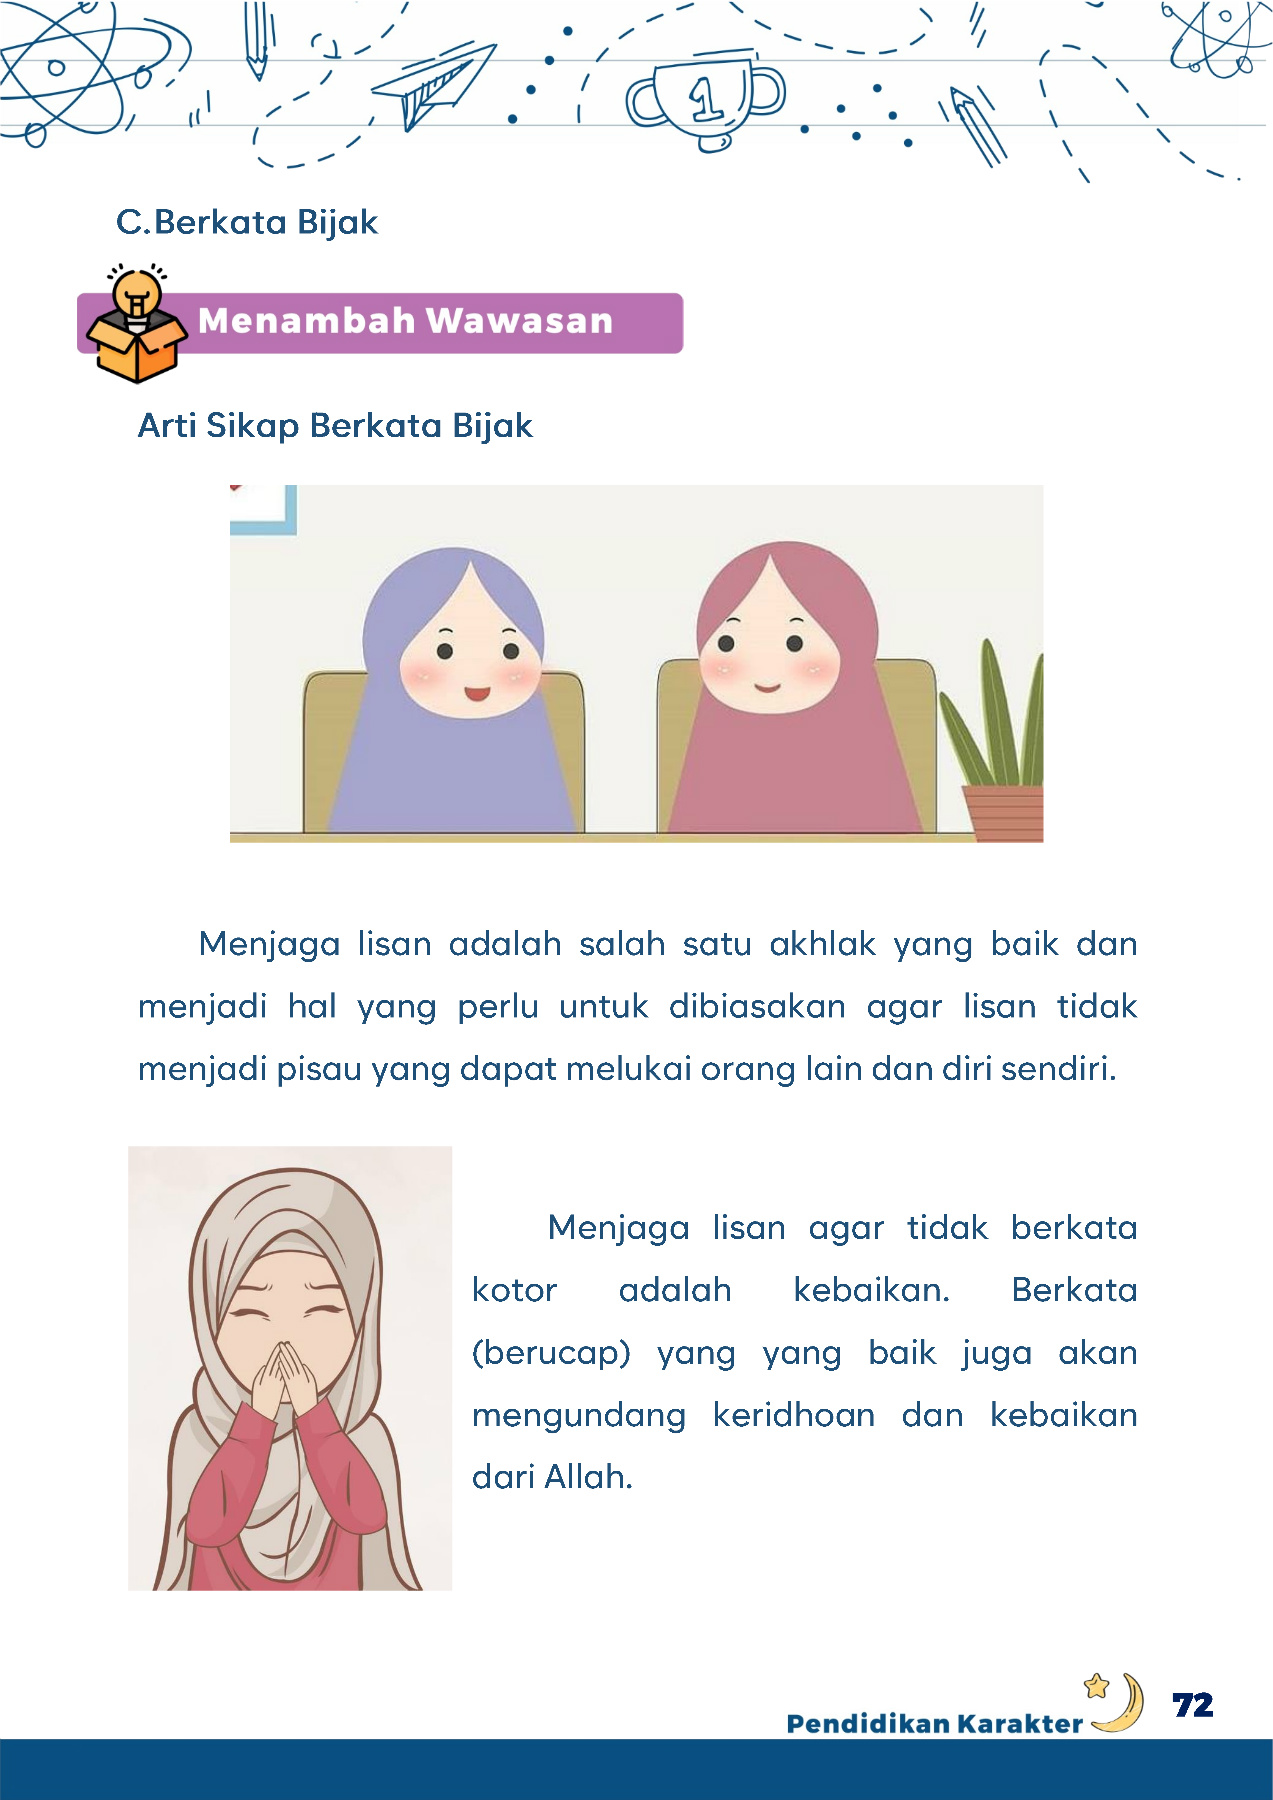 C.Berkata Bijak
Menambah Wawasan
Arti Sikap Berkata Bijak
Menjaga lisan adalah salah satu akhlak yang baik dan
menjadi hal yang perlu untuk dibiasakan agar lisan tidak
menjadi pisau yang dapat melukai orang lain dan diri sendiri.
Menjaga lisan agar tidak berkata
kotor adalah kebaikan. Berkata
(berucap) yang yang baik juga akan
mengundang keridhoan dan kebaikan
dari Allah.
Pendidikan Karakter
72
1